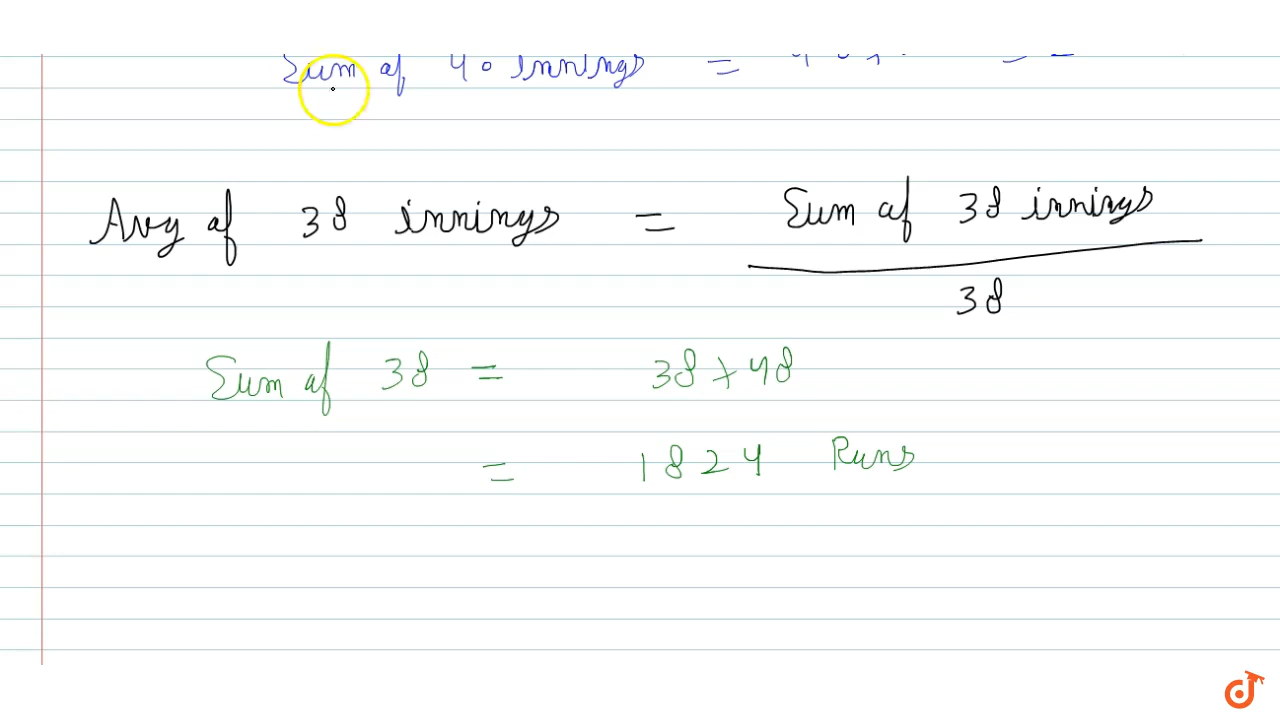 Sum of 40 innings =
Avg of 38 innings = Sum of 38 innings
38
Sum of 38 = 38 × 48
= 1824 Runs